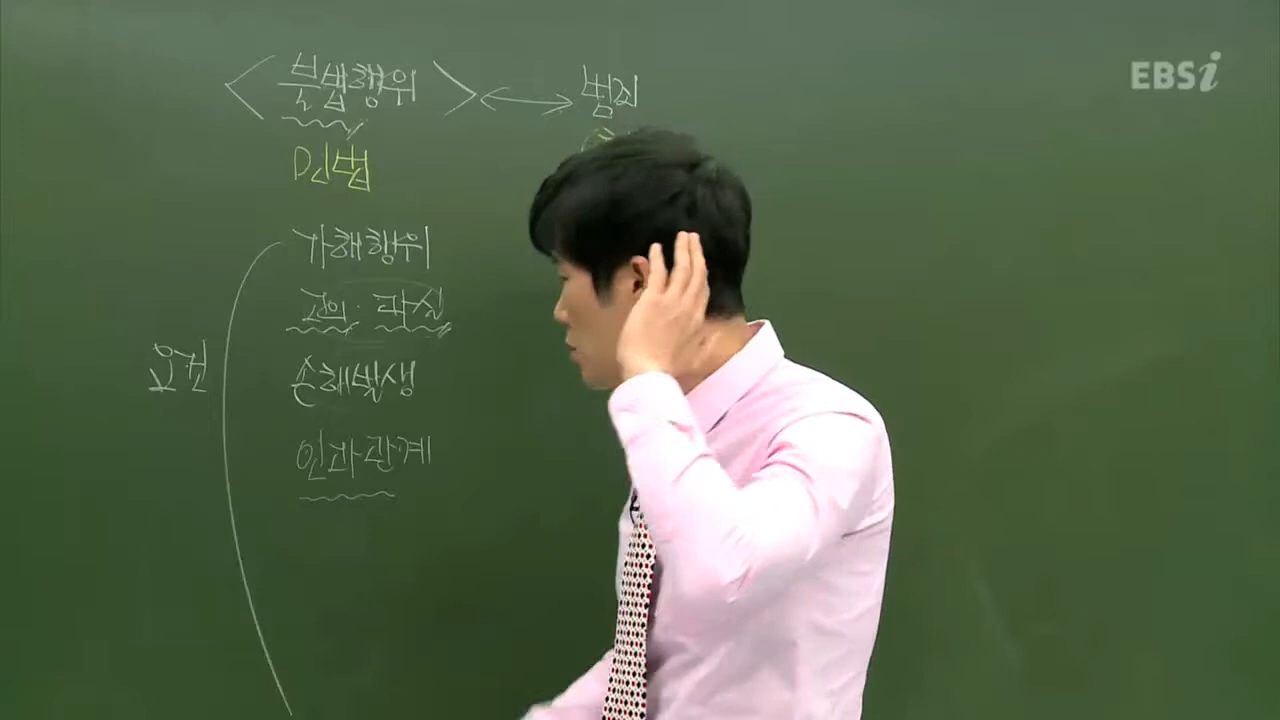 <불법행위> ↔ 범죄
EBSi
민법
가해행위
고의·과실
손해발생
요건
인과관계